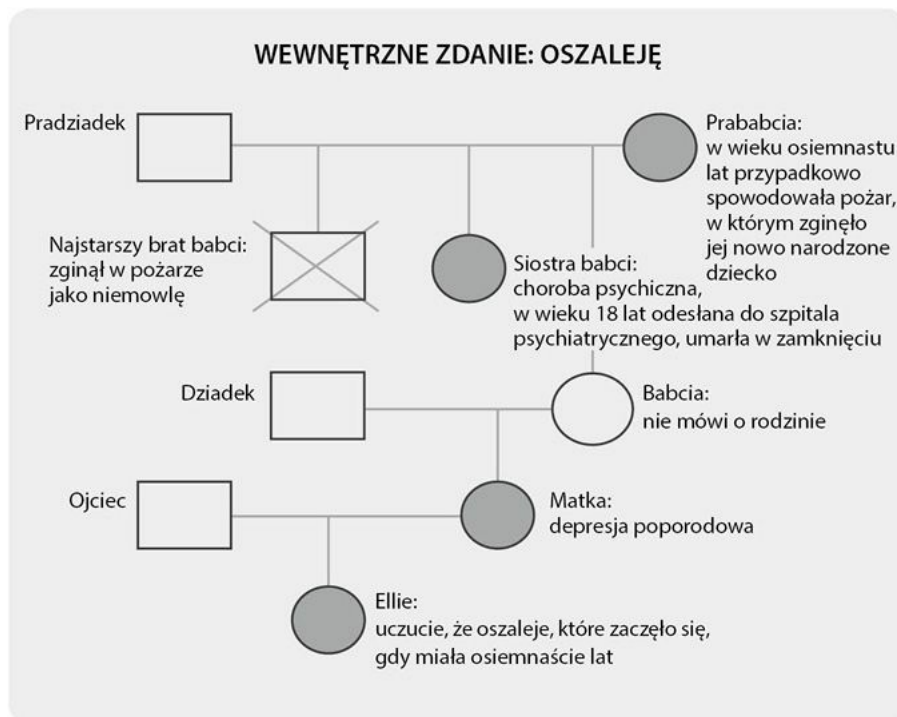 WEWNĘTRZNE ZDANIE: OSZALEJĘ
Pradziadek
Prababcia:
w wieku osiemnastu
lat przypadkowo
spowodowała pożar,
w którym zginęło
jej nowo narodzone
dziecko
Najstarszy brat babci:
zginął w pożarze
jako niemowlę
Siostra babci:
choroba psychiczna,
w wieku 18 lat odesłana do szpitala
psychiatrycznego, umarła w zamknięciu
Dziadek
Babcia:
nie mówi o rodzinie
Ojciec
Matka:
depresja poporodowa
Ellie:
uczucie, że oszaleje, które zaczęło się,
gdy miała osiemnaście lat